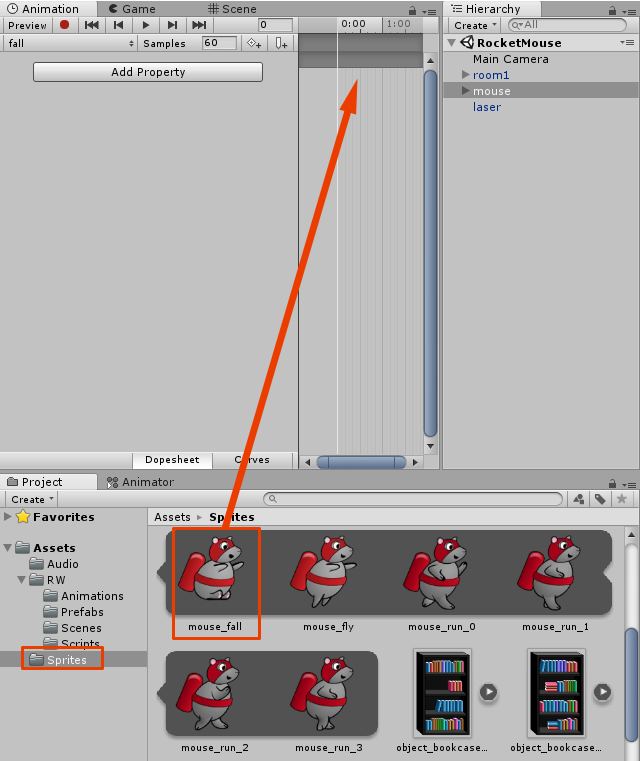 Animation Game Scene
Preview 0 0:00 1:00
fall Samples 60
Add Property
Dopesheet Curves
Hierarchy
Create All
RocketMouse
Main Camera
room1
mouse
laser
Project Animator
Create
Favorites
Assets
Audio
RW
Animations
Prefabs
Scenes
Scripts
Sprites
Assets Sprites
mouse_fall mouse_fly mouse_run_0 mouse_run_1
mouse_run_2 mouse_run_3 object_bookcase... object_bookcase...